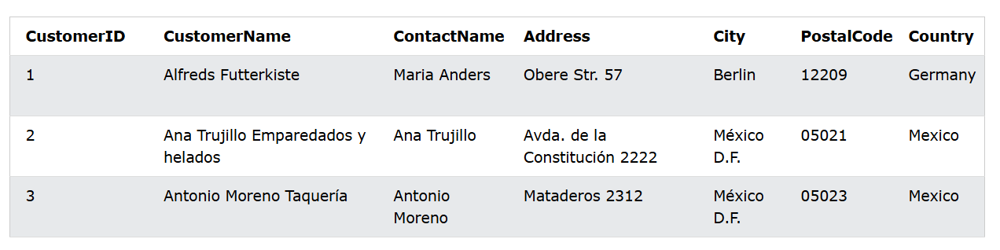 CustomerID CustomerName ContactName Address City PostalCode Country
1 Alfreds Futterkiste Maria Anders Obere Str. 57 Berlin 12209 Germany
2 Ana Trujillo Emparedados y Ana Trujillo Avda. de la México 05021 Mexico
helados Constitución 2222 D.F.
3 Antonio Moreno Taquería Antonio Mataderos 2312 México 05023 Mexico
Moreno D.F.